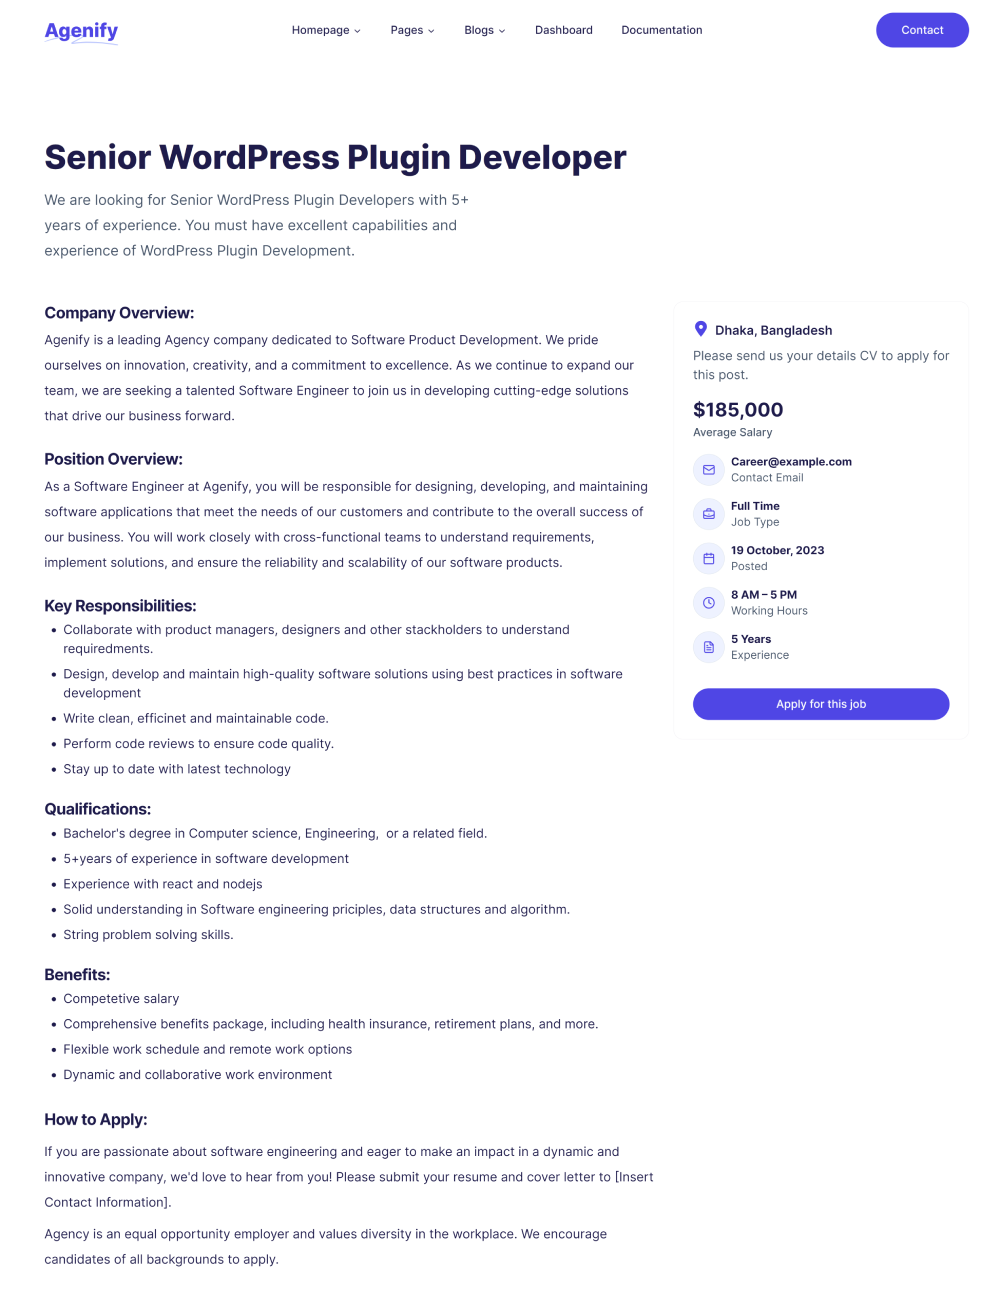 Agenify
Homepage
Pages
Blogs
Dashboard
Documentation
Contact
Senior WordPress Plugin Developer
We are looking for Senior WordPress Plugin Developers with 5+
years of experience. You must have excellent capabilities and
experience of WordPress Plugin Development.
Company Overview:
Agenify is a leading Agency company dedicated to Software Product Development. We pride
ourselves on innovation, creativity, and a commitment to excellence. As we continue to expand our
team, we are seeking a talented Software Engineer to join us in developing cutting-edge solutions
that drive our business forward.
Position Overview:
As a Software Engineer at Agenify, you will be responsible for designing, developing, and maintaining
software applications that meet the needs of our customers and contribute to the overall success of
our business. You will work closely with cross-functional teams to understand requirements,
implement solutions, and ensure the reliability and scalability of our software products.
Key Responsibilities:
• Collaborate with product managers, designers and other stackholders to understand
requiredments.
• Design, develop and maintain high-quality software solutions using best practices in software
development
• Write clean, efficinet and maintainable code.
• Perform code reviews to ensure code quality.
• Stay up to date with latest technology
Qualifications:
• Bachelor's degree in Computer science, Engineering,  or a related field.
• 5+years of experience in software development
• Experience with react and nodejs
• Solid understanding in Software engineering priciples, data structures and algorithm.
• String problem solving skills.
Benefits:
• Competetive salary
• Comprehensive benefits package, including health insurance, retirement plans, and more.
• Flexible work schedule and remote work options
• Dynamic and collaborative work environment
How to Apply:
If you are passionate about software engineering and eager to make an impact in a dynamic and
innovative company, we'd love to hear from you! Please submit your resume and cover letter to [Insert
Contact Information].
Agency is an equal opportunity employer and values diversity in the workplace. We encourage
candidates of all backgrounds to apply.
Dhaka, Bangladesh
Please send us your details CV to apply for
this post.
$185,000
Average Salary
Career@example.com
Contact Email
Full Time
Job Type
19 October, 2023
Posted
8 AM – 5 PM
Working Hours
5 Years
Experience
Apply for this job